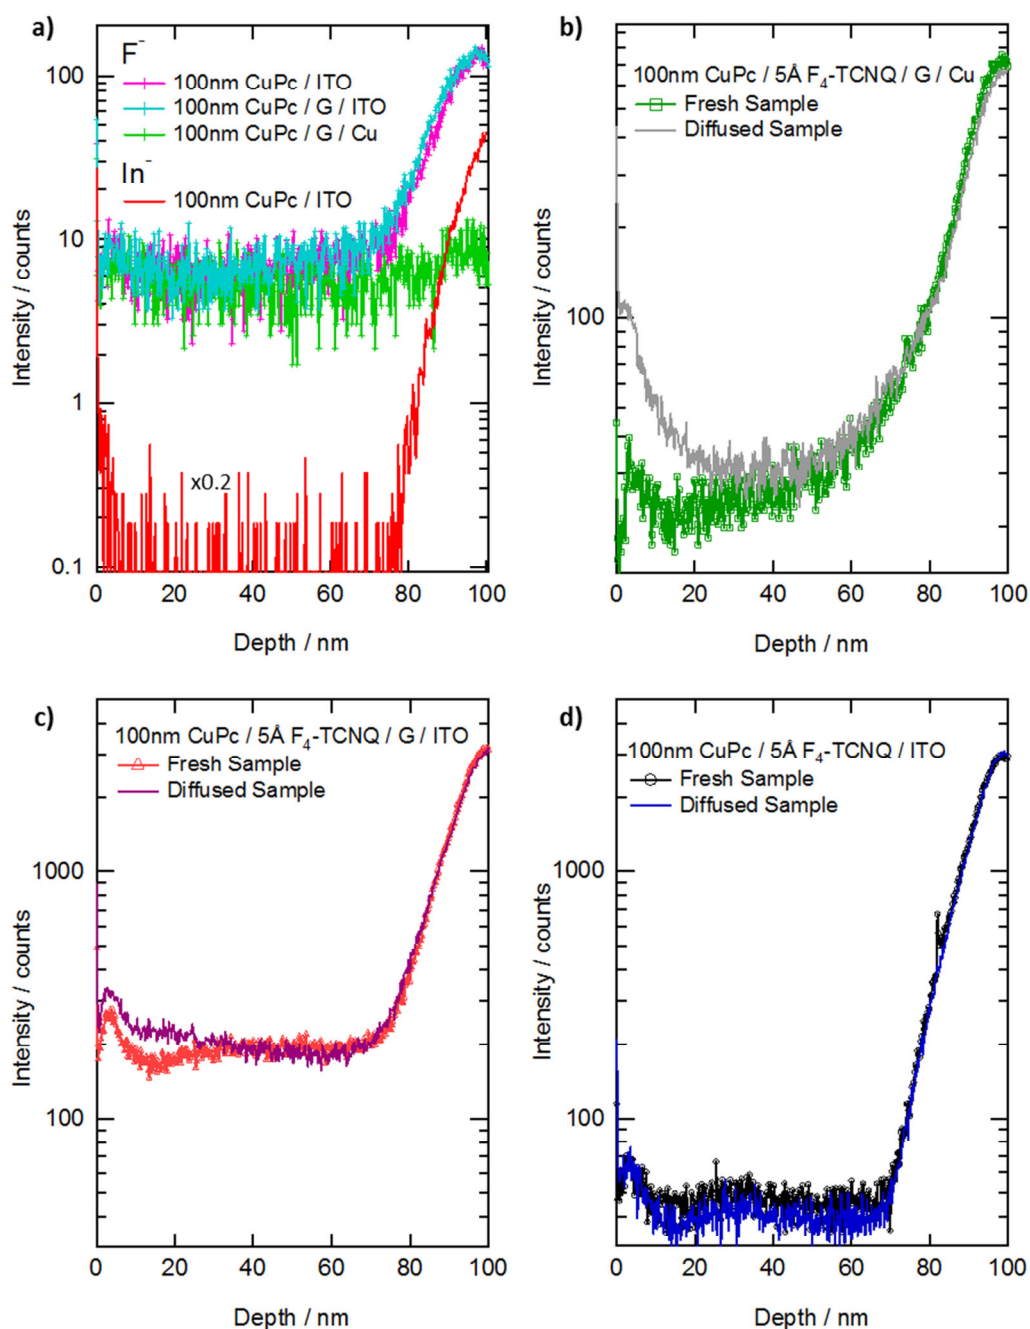 a)
F⁻
100nm CuPc / ITO
100nm CuPc / G / ITO
100nm CuPc / G / Cu
In⁻
100nm CuPc / ITO
x0.2
100
10
1
0.1
Intensity / counts
0 20 40 60 80 100
Depth / nm
b)
100nm CuPc / 5Å F₄-TCNQ / G / Cu
Fresh Sample
Diffused Sample
100
Intensity / counts
0 20 40 60 80 100
Depth / nm
c)
100nm CuPc / 5Å F₄-TCNQ / G / ITO
Fresh Sample
Diffused Sample
1000
100
Intensity / counts
0 20 40 60 80 100
Depth / nm
d)
100nm CuPc / 5Å F₄-TCNQ / ITO
Fresh Sample
Diffused Sample
1000
100
Intensity / counts
0 20 40 60 80 100
Depth / nm